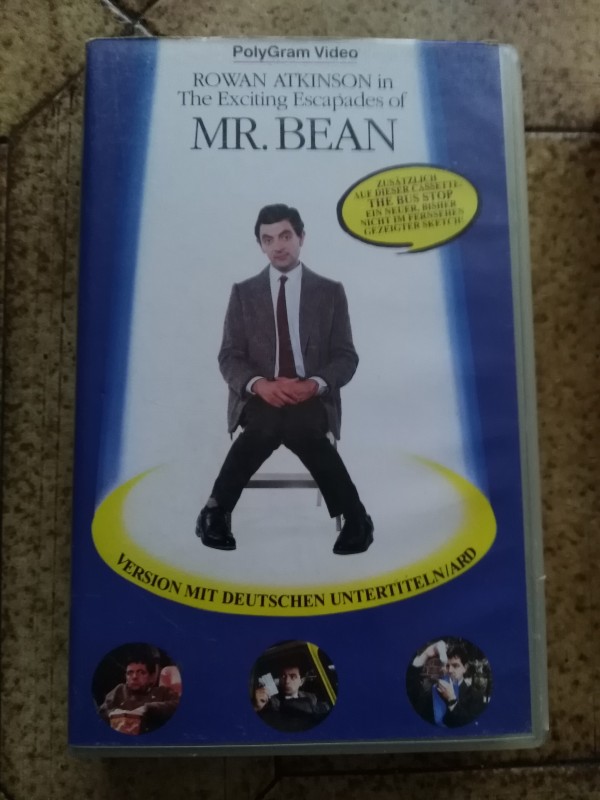 PolyGram Video
ROWAN ATKINSON in
The Exciting Escapades of
MR. BEAN
ZUSÄTZLICH
AUF DIESER CASSETTE:
THE BUS STOP
EIN NEUER, BISHER
NICHT IM FERNSEHEN
GEZEIGTER SKETCH
VERSION MIT DEUTSCHEN UNTERTITELN/ARD